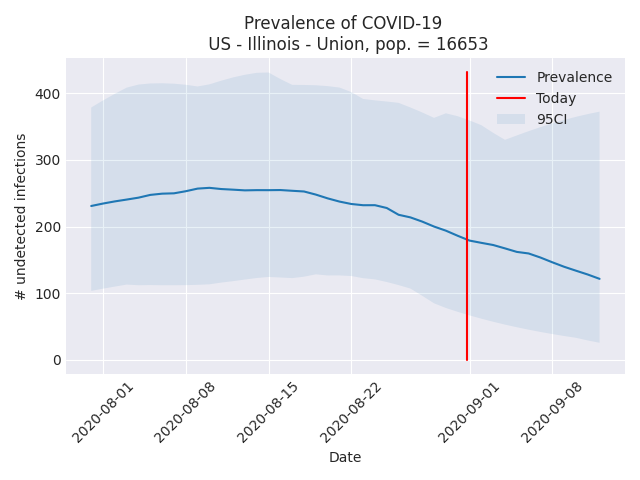 Prevalence of COVID-19
US - Illinois - Union, pop. = 16653
Prevalence
Today
95CI
# undetected infections
400
300
200
100
0
2020-08-01
2020-08-08
2020-08-15
2020-08-22
2020-09-01
2020-09-08
Date